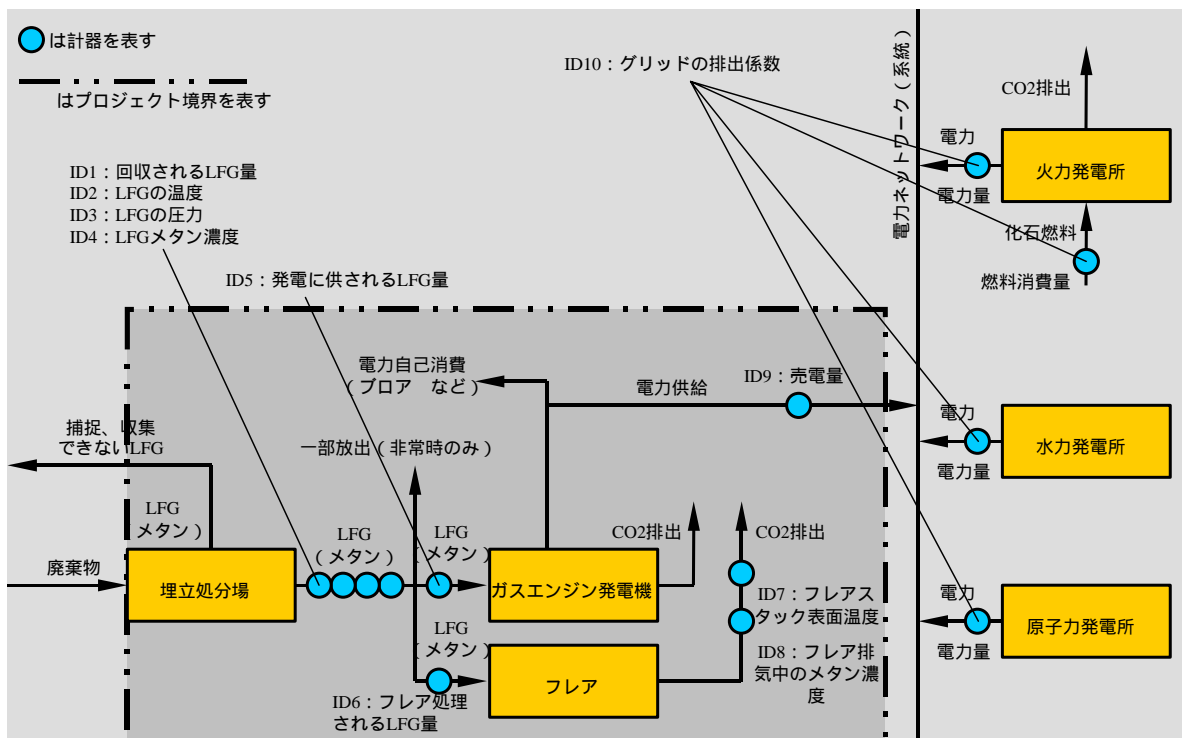 は計器を表す
はプロジェクト境界を表す
ID10：グリッドの排出係数
電力ネットワーク（系統）
CO2排出
電力
火力発電所
電力量
化石燃料
燃料消費量
ID1：回収されるLFG量
ID2：LFGの温度
ID3：LFGの圧力
ID4：LFGメタン濃度
ID5：発電に供されるLFG量
電力自己消費
（ブロア　など）
電力供給
ID9：売電量
電力
水力発電所
電力量
捕捉、収集
できないLFG
一部放出（非常時のみ）
LFG
（メタン）
LFG
（メタン）
LFG
（メタン）
CO2排出
CO2排出
廃棄物
埋立処分場
ガスエンジン発電機
ID7：フレアス
タック表面温度
電力
原子力発電所
電力量
LFG
（メタン）
フレア
ID8：フレア排
気中のメタン濃
度
ID6：フレア処理
されるLFG量